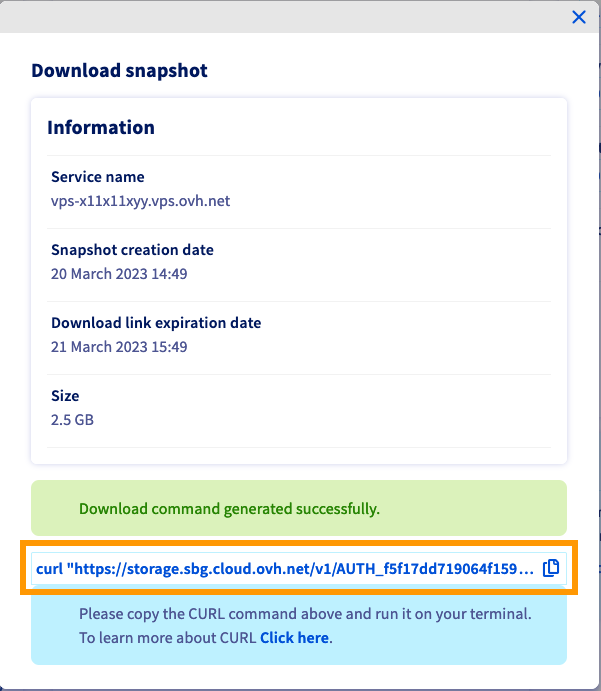 Download snapshot
Information
Service name
vps-x11x11xyy.vps.ovh.net
Snapshot creation date
20 March 2023 14:49
Download link expiration date
21 March 2023 15:49
Size
2.5 GB
Download command generated successfully.
curl "https://storage.sbg.cloud.ovh.net/v1/AUTH_f5f17dd719064f159...
Please copy the CURL command above and run it on your terminal.
To learn more about CURL Click here.